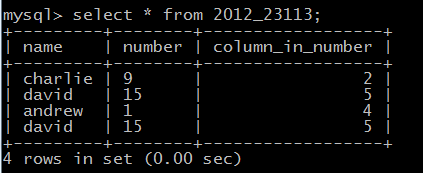 mysql> select * from 2012_23113;
+---------+--------+------------------+
| name    | number | column_in_number |
+---------+--------+------------------+
| charlie | 9      |                2 |
| david   | 15     |                5 |
| andrew  | 1      |                4 |
| david   | 15     |                5 |
+---------+--------+------------------+
4 rows in set (0.00 sec)